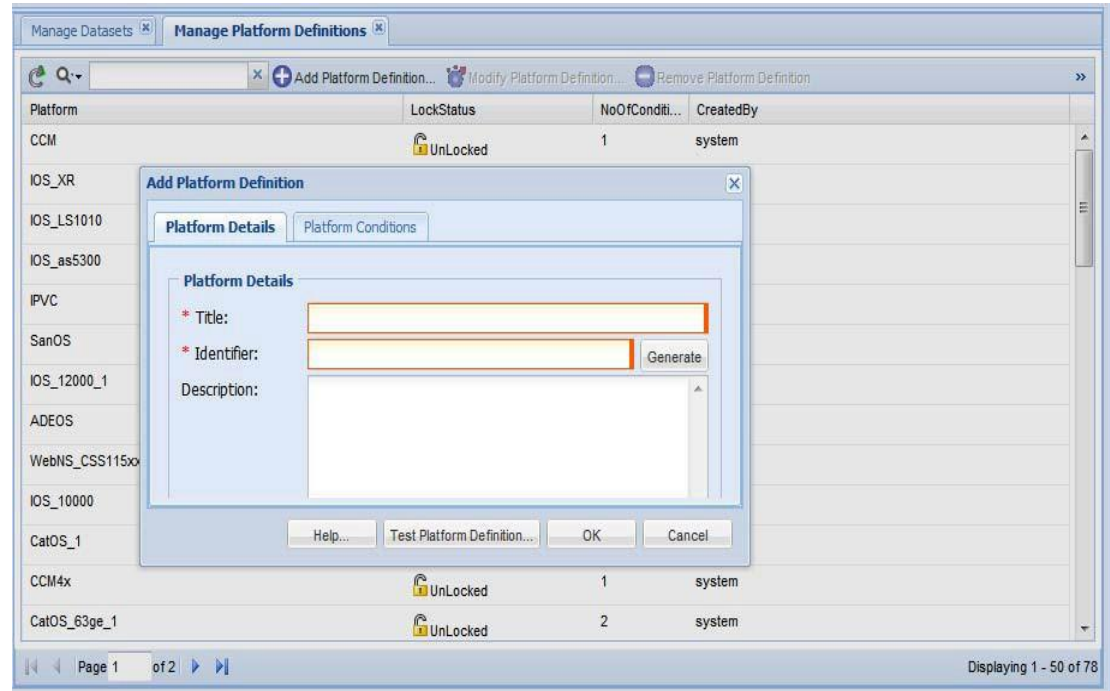 Manage Datasets
Manage Platform Definitions
Add Platform Definition... Modify Platform Definition... Remove Platform Definition
Platform LockStatus NoOfConditi... CreatedBy
CCM UnLocked 1 system
IOS_XR
IOS_LS1010
IOS_as5300
IPVC
SanOS
IOS_12000_1
ADEOS
WebNS_CSS115xx
IOS_10000
CatOS_1
Add Platform Definition
Platform Details Platform Conditions
Platform Details
* Title:
* Identifier: Generate
Description:
Help... Test Platform Definition... OK Cancel
CCM4x UnLocked 1 system
CatOS_63ge_1 UnLocked 2 system
Page 1 of 2 Displaying 1 - 50 of 78